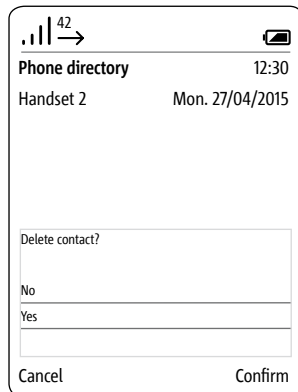 42
Phone directory 12:30
Handset 2 Mon. 27/04/2015
Delete contact?
No
Yes
Cancel Confirm